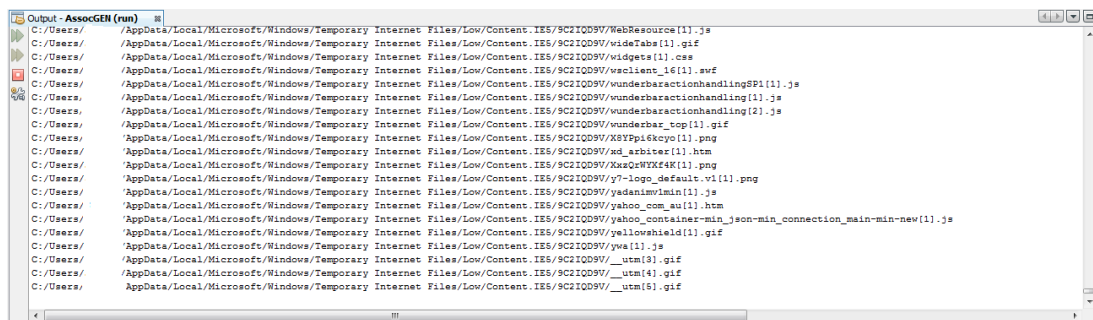 Output - AssocGEN (run)
C:/Users/ /AppData/Local/Microsoft/Windows/Temporary Internet Files/Low/Content.IE5/9C2IQD9V/WebResource[1].js
C:/Users/ /AppData/Local/Microsoft/Windows/Temporary Internet Files/Low/Content.IE5/9C2IQD9V/wideTabs[1].gif
C:/Users/ /AppData/Local/Microsoft/Windows/Temporary Internet Files/Low/Content.IE5/9C2IQD9V/widgets[1].css
C:/Users/ /AppData/Local/Microsoft/Windows/Temporary Internet Files/Low/Content.IE5/9C2IQD9V/wsclient_16[1].swf
C:/Users/ /AppData/Local/Microsoft/Windows/Temporary Internet Files/Low/Content.IE5/9C2IQD9V/wunderbaractionhandlingSP1[1].js
C:/Users/ /AppData/Local/Microsoft/Windows/Temporary Internet Files/Low/Content.IE5/9C2IQD9V/wunderbaractionhandling[1].js
C:/Users/ /AppData/Local/Microsoft/Windows/Temporary Internet Files/Low/Content.IE5/9C2IQD9V/wunderbaractionhandling[2].js
C:/Users/ /AppData/Local/Microsoft/Windows/Temporary Internet Files/Low/Content.IE5/9C2IQD9V/wunderbar_top[1].gif
C:/Users/ /AppData/Local/Microsoft/Windows/Temporary Internet Files/Low/Content.IE5/9C2IQD9V/X8YPpi6kcyo[1].png
C:/Users/ /AppData/Local/Microsoft/Windows/Temporary Internet Files/Low/Content.IE5/9C2IQD9V/xd_arbiter[1].htm
C:/Users/ /AppData/Local/Microsoft/Windows/Temporary Internet Files/Low/Content.IE5/9C2IQD9V/XxzQrWYXf4K[1].png
C:/Users/ /AppData/Local/Microsoft/Windows/Temporary Internet Files/Low/Content.IE5/9C2IQD9V/y7-logo_default.v1[1].png
C:/Users/ /AppData/Local/Microsoft/Windows/Temporary Internet Files/Low/Content.IE5/9C2IQD9V/yadanimv1min[1].js
C:/Users/ /AppData/Local/Microsoft/Windows/Temporary Internet Files/Low/Content.IE5/9C2IQD9V/yahoo_com_au[1].htm
C:/Users/ /AppData/Local/Microsoft/Windows/Temporary Internet Files/Low/Content.IE5/9C2IQD9V/yahoo_container-min_json-min_connection_main-min-new[1].js
C:/Users/ /AppData/Local/Microsoft/Windows/Temporary Internet Files/Low/Content.IE5/9C2IQD9V/yellowshield[1].gif
C:/Users/ /AppData/Local/Microsoft/Windows/Temporary Internet Files/Low/Content.IE5/9C2IQD9V/ywa[1].js
C:/Users/ /AppData/Local/Microsoft/Windows/Temporary Internet Files/Low/Content.IE5/9C2IQD9V/__utm[3].gif
C:/Users/ /AppData/Local/Microsoft/Windows/Temporary Internet Files/Low/Content.IE5/9C2IQD9V/__utm[4].gif
C:/Users/ AppData/Local/Microsoft/Windows/Temporary Internet Files/Low/Content.IE5/9C2IQD9V/__utm[5].gif